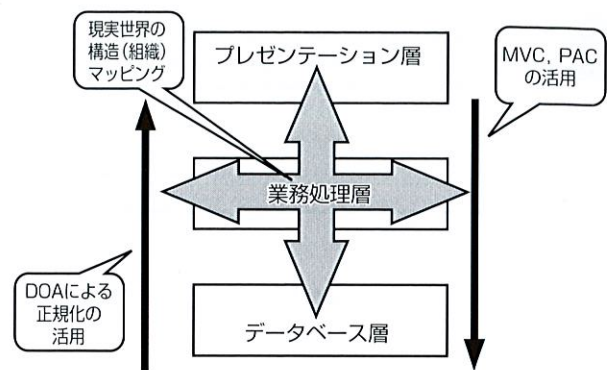 現実世界の
構造(組織)
マッピング
プレゼンテーション層
MVC, PAC
の活用
業務処理層
DOAによる
正規化の
活用
データベース層